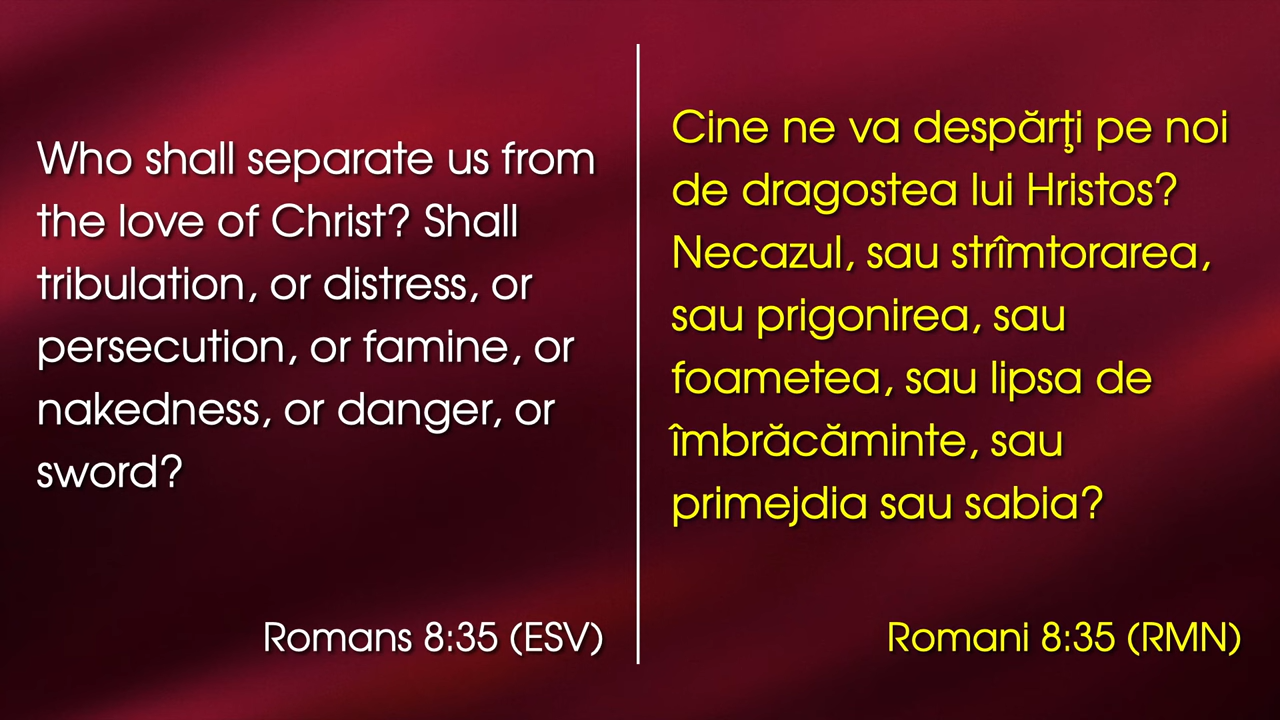 Who shall separate us from
the love of Christ? Shall
tribulation, or distress, or
persecution, or famine, or
nakedness, or danger, or
sword?
Romans 8:35 (ESV)
Cine ne va despărţi pe noi
de dragostea lui Hristos?
Necazul, sau strîmtorarea,
sau prigonirea, sau
foametea, sau lipsa de
îmbrăcăminte, sau
primejdia sau sabia?
Romani 8:35 (RMN)